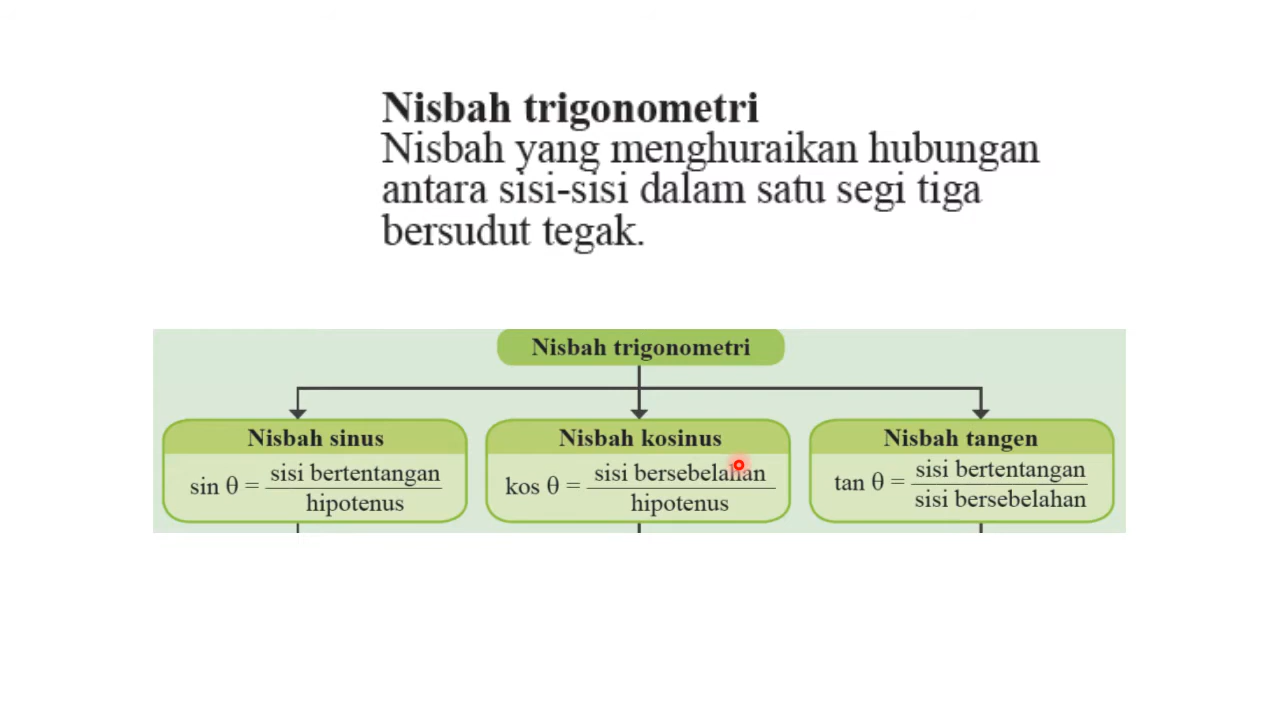 Nisbah trigonometri
Nisbah yang menghuraikan hubungan
antara sisi-sisi dalam satu segi tiga
bersudut tegak.
Nisbah trigonometri
Nisbah sinus
sin θ = sisi bertentangan / hipotenus
Nisbah kosinus
kos θ = sisi bersebelahan / hipotenus
Nisbah tangen
tan θ = sisi bertentangan / sisi bersebelahan